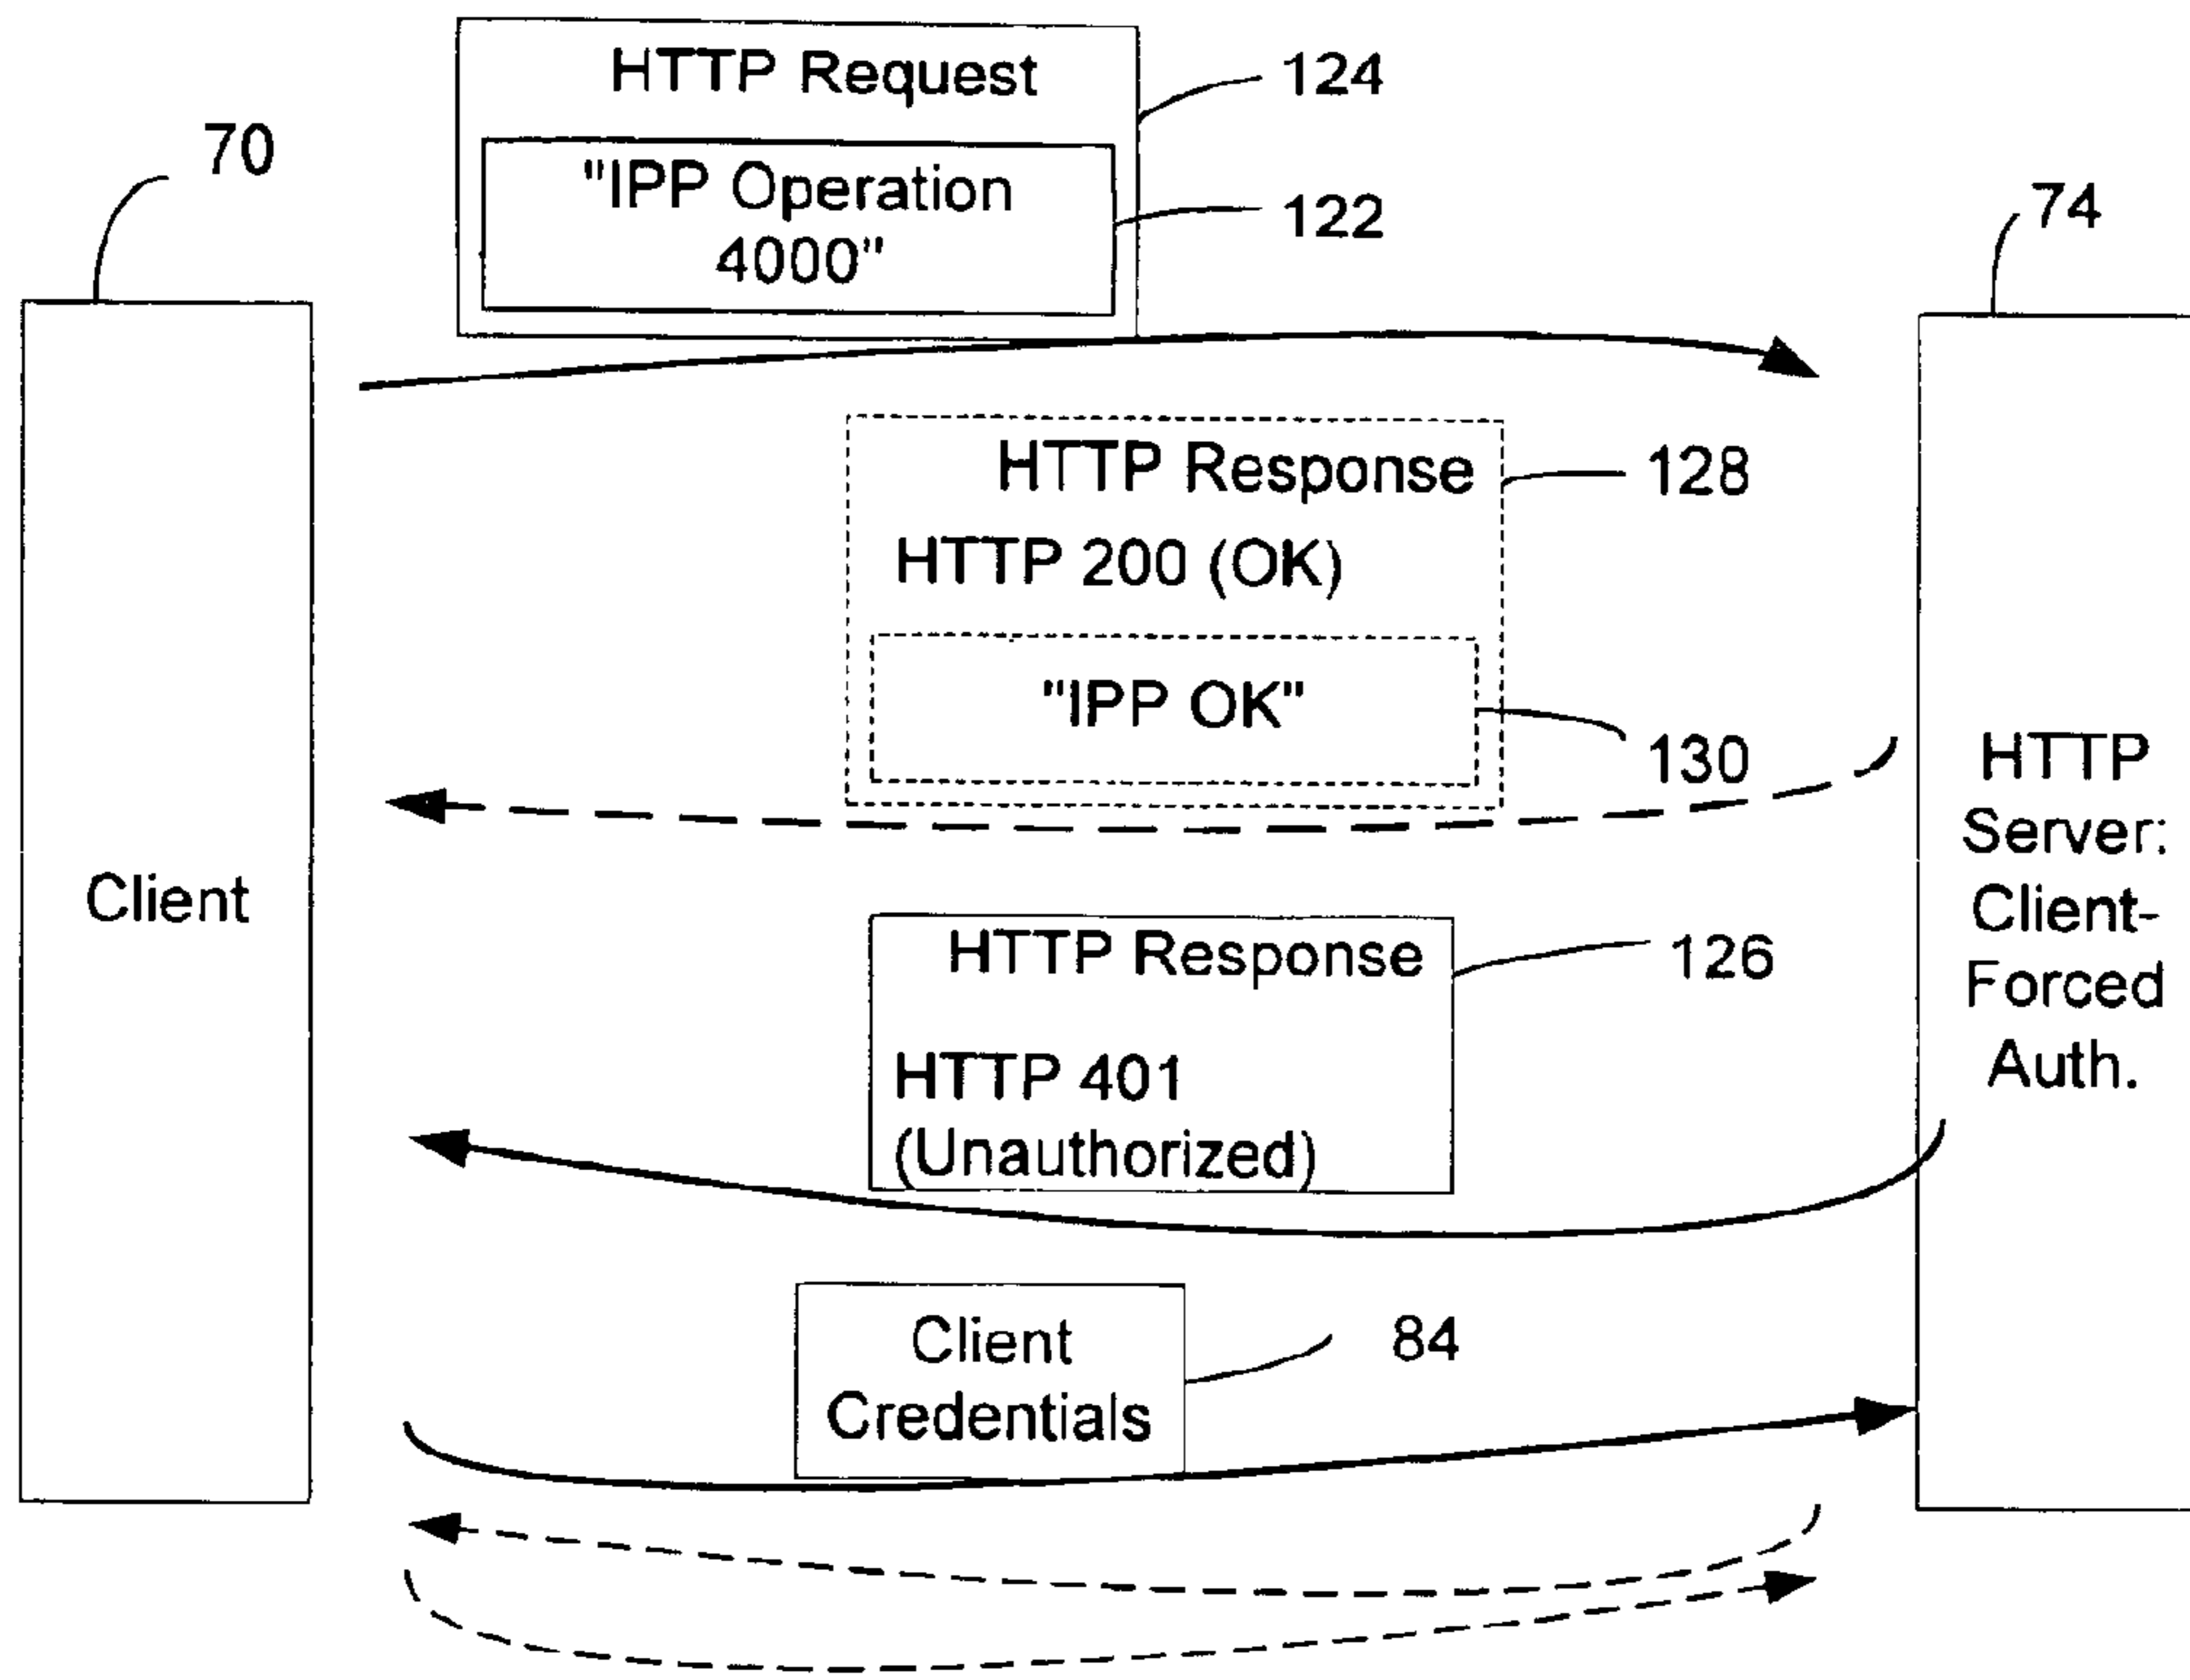 HTTP Request
124
"IPP Operation
4000"
122
70
74
HTTP Response
128
HTTP 200 (OK)
"IPP OK"
130
HTTP
Server:
Client-
Forced
Auth.
Client
HTTP Response
126
HTTP 401
(Unauthorized)
Client
Credentials
84